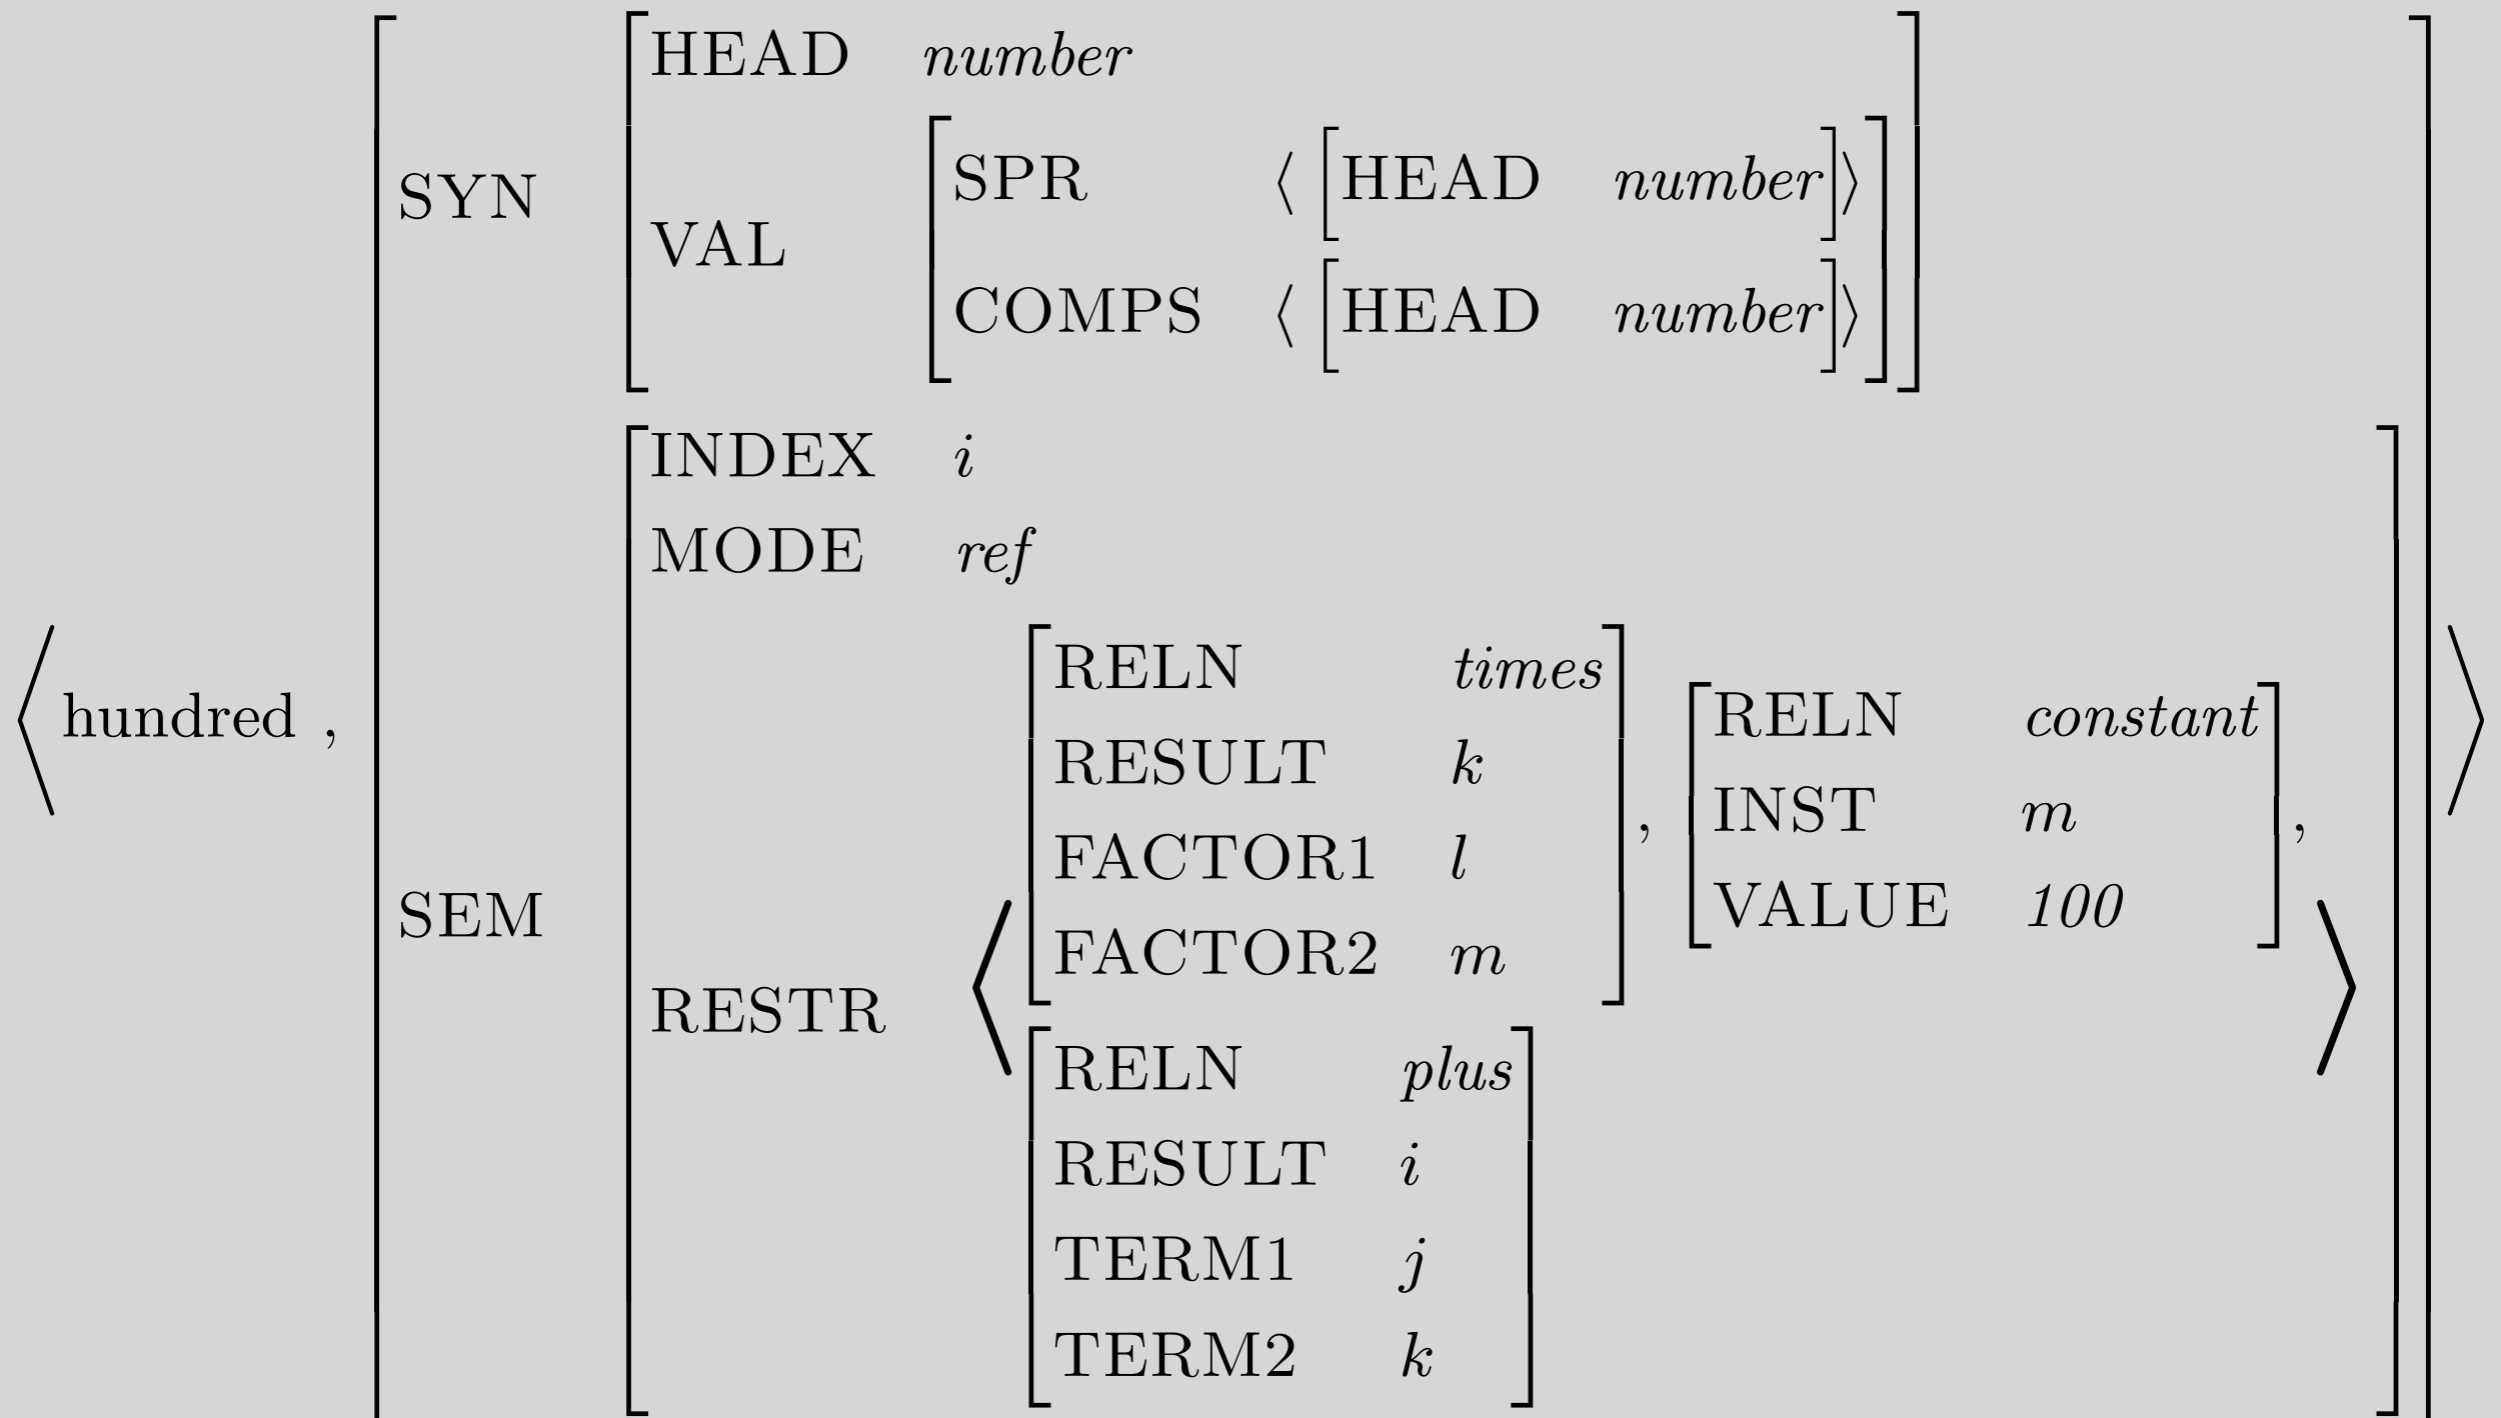 HEAD number
SPR ⟨ [HEAD number]⟩
SYN
VAL
COMPS ⟨ [HEAD number]⟩
INDEX i
MODE ref
RELN times
RELN constant
⟨hundred ,
RESULT k
INST m
FACTOR1 l , ,
VALUE 100
SEM
FACTOR2 m
RESTR ⟨ ⟩
RELN plus
RESULT i
TERM1 j
TERM2 k